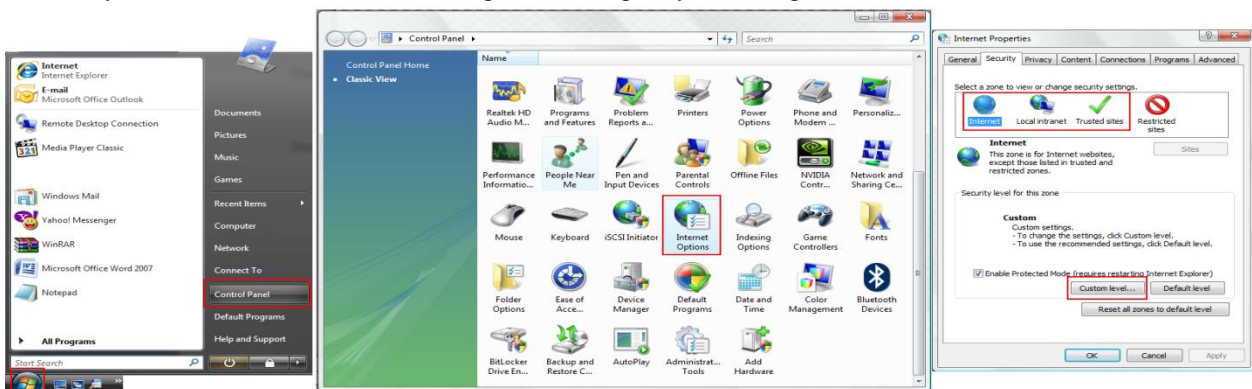 Internet
Internet Explorer
E-mail
Microsoft Office Outlook
Remote Desktop Connection
Media Player Classic
Windows Mail
Yahoo! Messenger
WinRAR
Microsoft Office Word 2007
Notepad
All Programs
Start Search
Documents
Pictures
Music
Games
Recent Items
Computer
Network
Connect To
Control Panel
Default Programs
Help and Support
Control Panel
Search
Control Panel Home
Classic View
Name
Realtek HD Audio M...
Programs and Features
Problem Reports a...
Printers
Power Options
Phone and Modem ...
Personaliz...
Performance Informatio...
People Near Me
Pen and Input Devices
Parental Controls
Offline Files
NVIDIA Contr...
Network and Sharing Ce...
Mouse
Keyboard
iSCSI Initiator
Internet Options
Indexing Options
Game Controllers
Fonts
Folder Options
Ease of Acce...
Device Manager
Default Programs
Date and Time
Color Management
Bluetooth Devices
BitLocker Drive En...
Backup and Restore C...
AutoPlay
Administrat... Tools
Add Hardware
Internet Properties
General Security Privacy Content Connections Programs Advanced
Select a zone to view or change security settings.
Internet Local intranet Trusted sites Restricted sites
Internet
This zone is for Internet websites,
except those listed in trusted and
restricted zones.
Sites
Security level for this zone
Custom
Custom settings.
- To change the settings, click Custom level.
- To use the recommended settings, click Default level.
Enable Protected Mode (requires restarting Internet Explorer)
Custom level... Default level
Reset all zones to default level
OK Cancel Apply